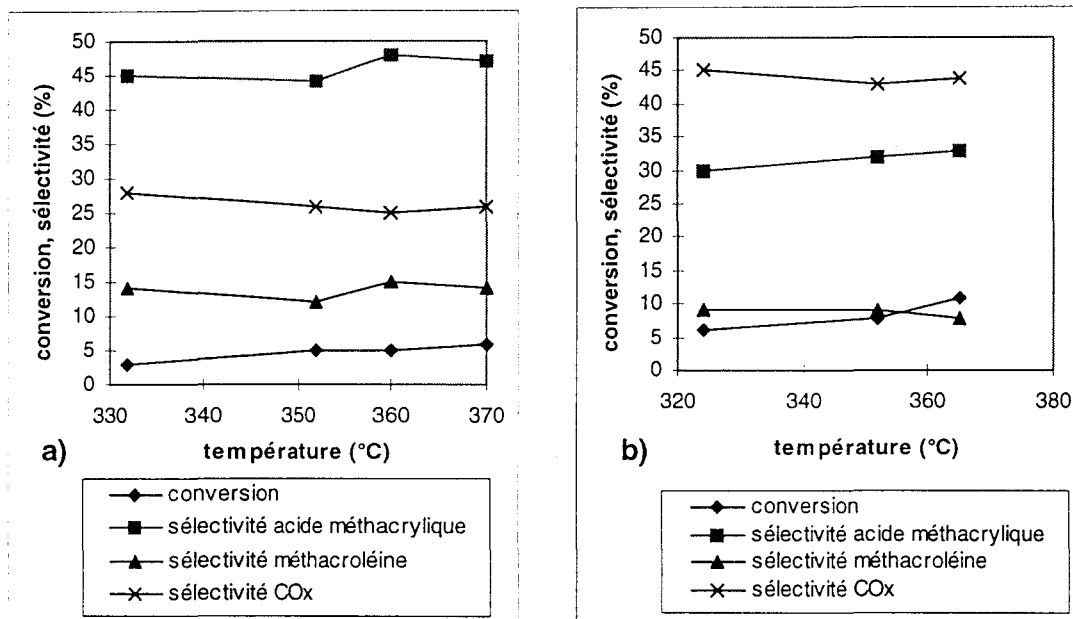 conversion, sélectivité (%)
50
45
40
35
30
25
20
15
10
5
0
330 340 350 360 370
température (°C)
a)
conversion
sélectivité acide méthacrylique
sélectivité méthacroléine
sélectivité COx
conversion, sélectivité (%)
50
45
40
35
30
25
20
15
10
5
0
320 340 360 380
température (°C)
b)
conversion
sélectivité acide méthacrylique
sélectivité méthacroléine
sélectivité COx